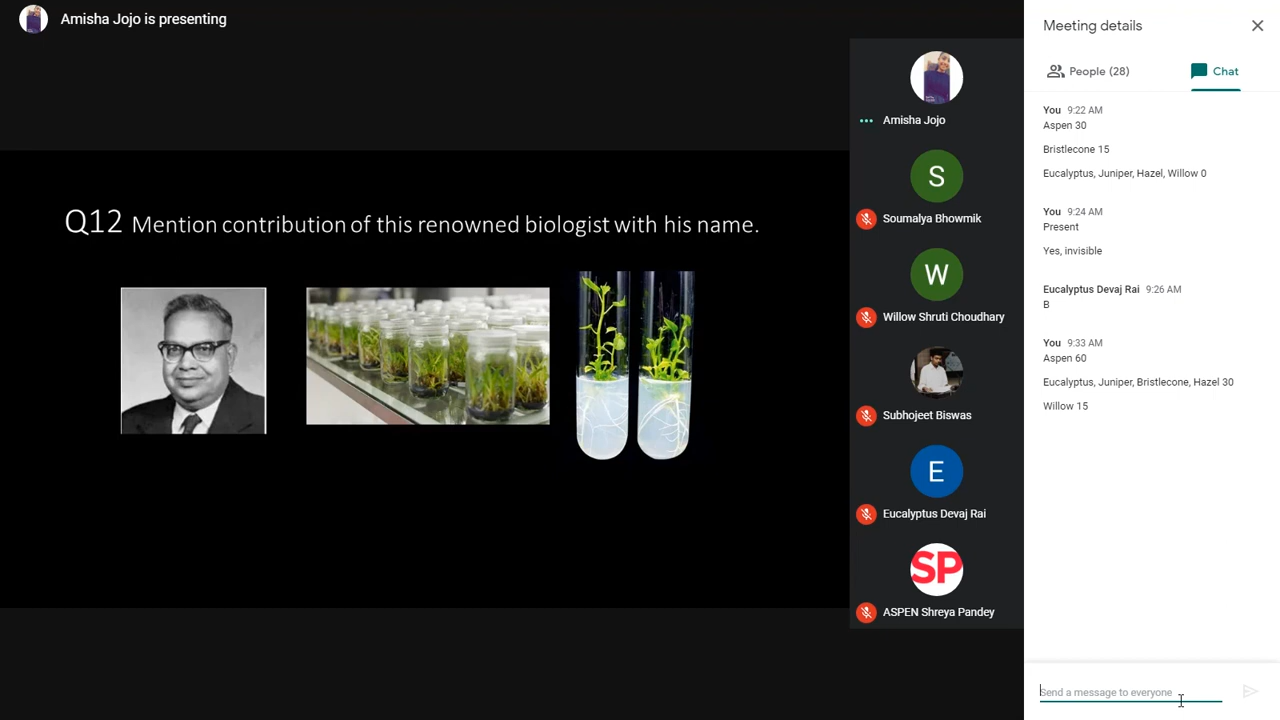 Amisha Jojo is presenting
Q12 Mention contribution of this renowned biologist with his name.
Amisha Jojo
S
Soumalya Bhowmik
W
Willow Shruti Choudhary
Subhojeet Biswas
E
Eucalyptus Devaj Rai
SP
ASPEN Shreya Pandey
Meeting details
People (28)
Chat
You 9:22 AM
Aspen 30
Bristlecone 15
Eucalyptus, Juniper, Hazel, Willow 0
You 9:24 AM
Present
Yes, invisible
Eucalyptus Devaj Rai 9:26 AM
B
You 9:33 AM
Aspen 60
Eucalyptus, Juniper, Bristlecone, Hazel 30
Willow 15
Send a message to everyone